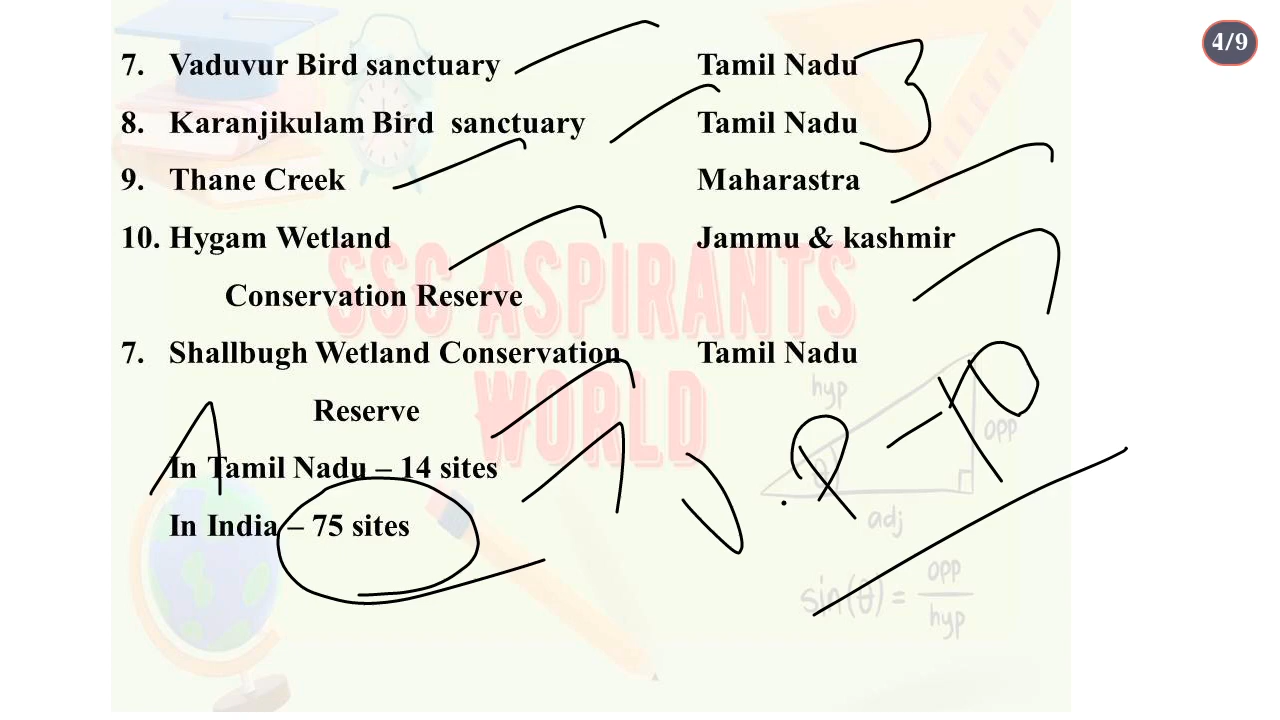 4/9
7. Vaduvur Bird sanctuary Tamil Nadu
8. Karanjikulam Bird sanctuary Tamil Nadu
9. Thane Creek Maharastra
10. Hygam Wetland Jammu & kashmir
Conservation Reserve
7. Shallbugh Wetland Conservation Tamil Nadu
Reserve
In Tamil Nadu – 14 sites
In India – 75 sites
SSC ASPIRANTS
WORLD
hyp
opp
θ
adj
sin(θ) = opp
hyp